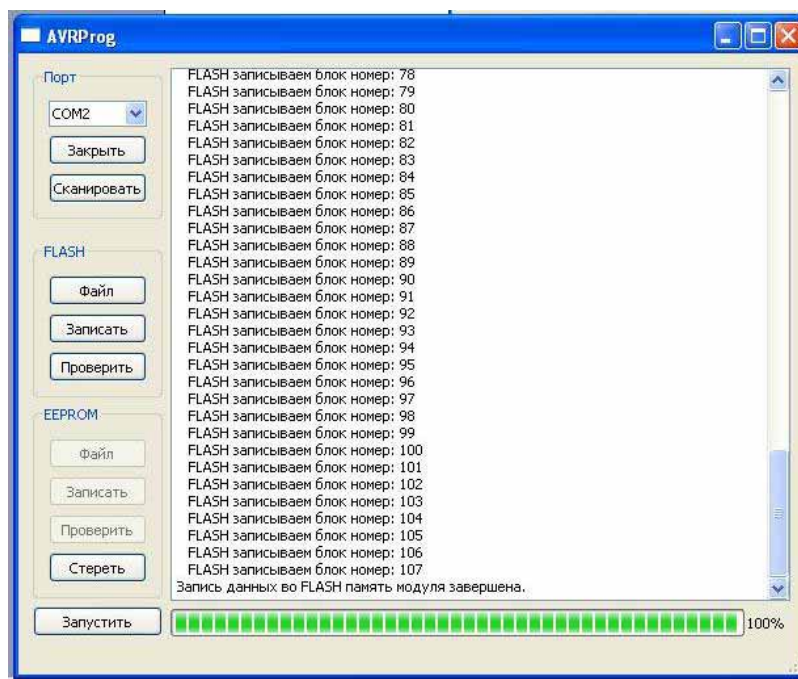 AVRProg
Порт
COM2
Закрыть
Сканировать
FLASH
Файл
Записать
Проверить
EEPROM
Файл
Записать
Проверить
Стереть
Запустить
FLASH записываем блок номер: 78
FLASH записываем блок номер: 79
FLASH записываем блок номер: 80
FLASH записываем блок номер: 81
FLASH записываем блок номер: 82
FLASH записываем блок номер: 83
FLASH записываем блок номер: 84
FLASH записываем блок номер: 85
FLASH записываем блок номер: 86
FLASH записываем блок номер: 87
FLASH записываем блок номер: 88
FLASH записываем блок номер: 89
FLASH записываем блок номер: 90
FLASH записываем блок номер: 91
FLASH записываем блок номер: 92
FLASH записываем блок номер: 93
FLASH записываем блок номер: 94
FLASH записываем блок номер: 95
FLASH записываем блок номер: 96
FLASH записываем блок номер: 97
FLASH записываем блок номер: 98
FLASH записываем блок номер: 99
FLASH записываем блок номер: 100
FLASH записываем блок номер: 101
FLASH записываем блок номер: 102
FLASH записываем блок номер: 103
FLASH записываем блок номер: 104
FLASH записываем блок номер: 105
FLASH записываем блок номер: 106
FLASH записываем блок номер: 107
Запись данных во FLASH память модуля завершена.
100%